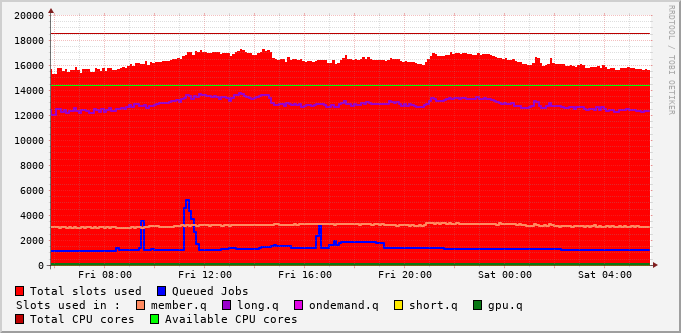 20000
18000
16000
14000
12000
10000
8000
6000
4000
2000
0
Fri 08:00 Fri 12:00 Fri 16:00 Fri 20:00 Sat 00:00 Sat 04:00
Total slots used Queued Jobs
Slots used in : member.q long.q ondemand.q short.q gpu.q
Total CPU cores Available CPU cores
RRDTOOL / TOBI OETIKER